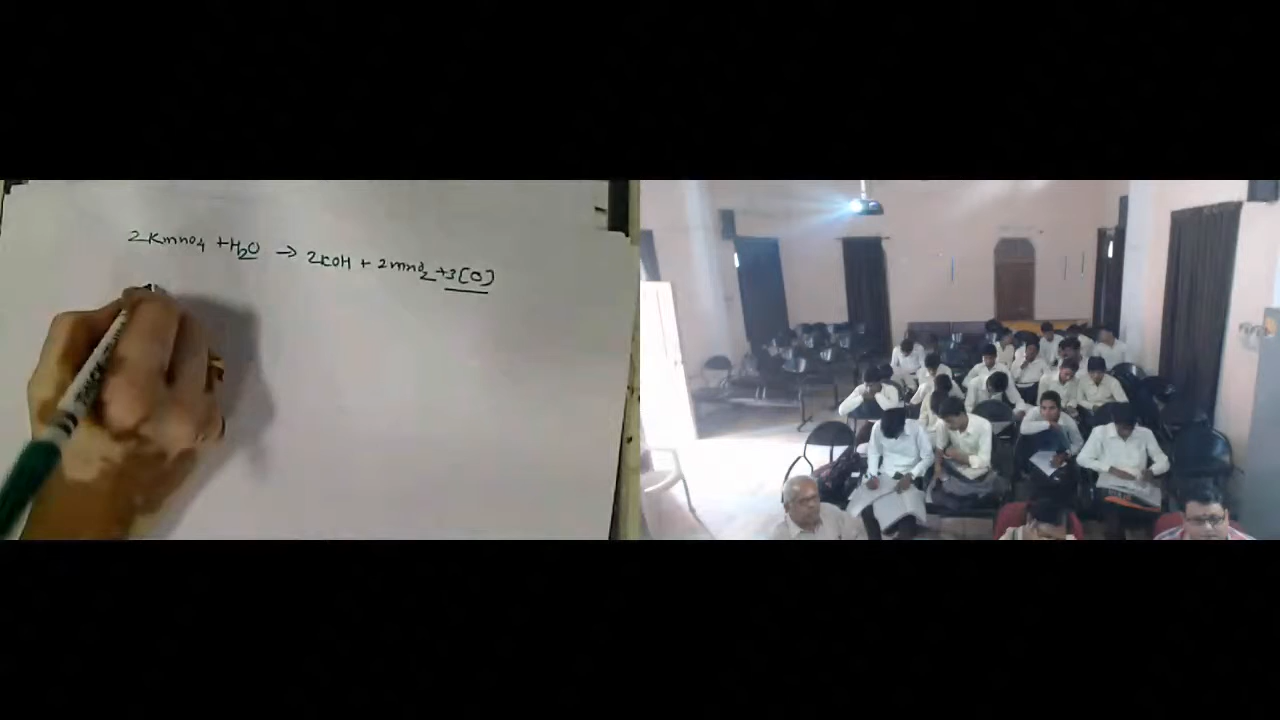 2KmnO4 + H2O → 2KOH + 2mnO2 + 3[O]